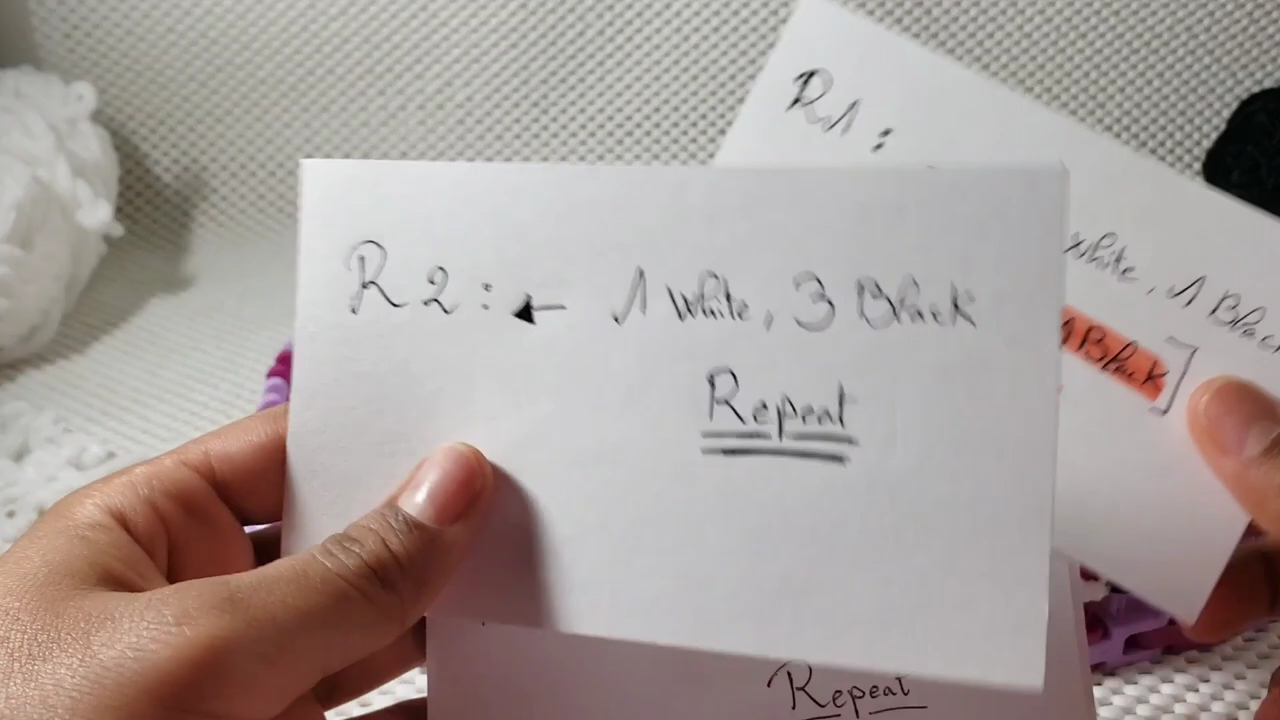 R1:
White, 1 Black
1 Black]
R2: ← 1 White, 3 Black
Repeat
Repeat